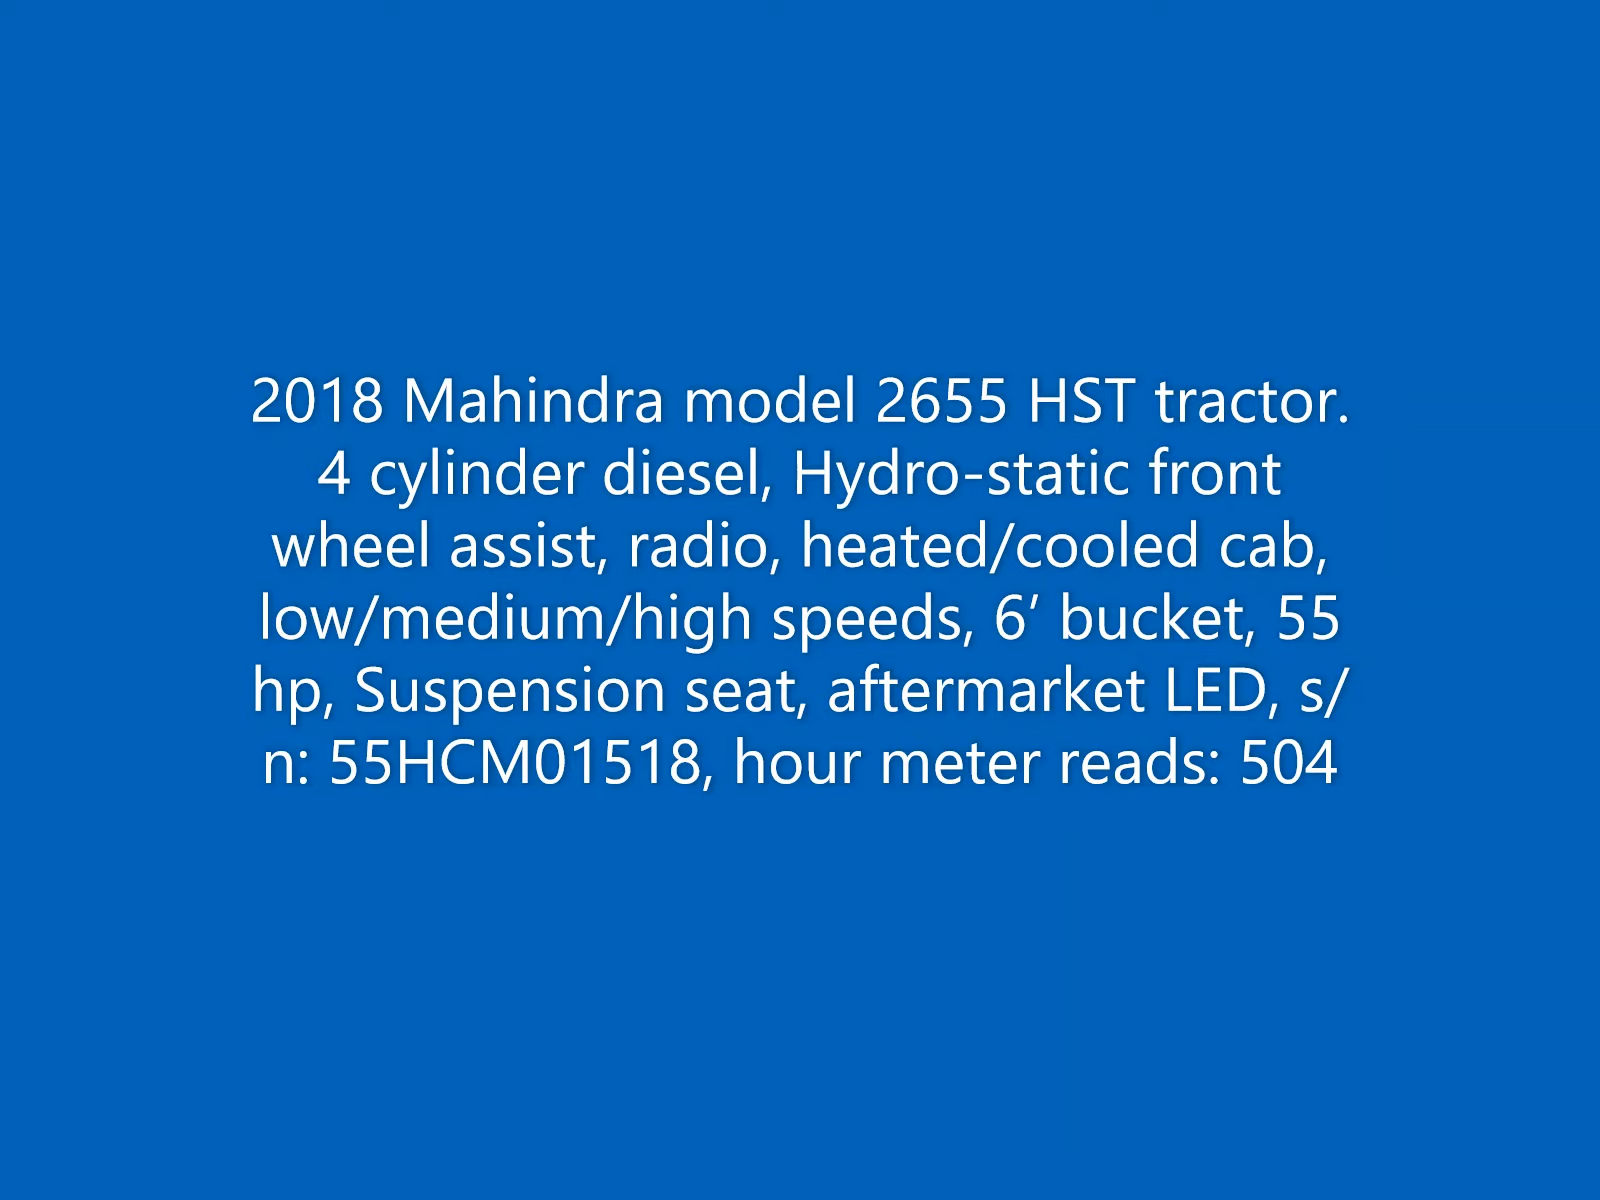 2018 Mahindra model 2655 HST tractor.
4 cylinder diesel, Hydro-static front
wheel assist, radio, heated/cooled cab,
low/medium/high speeds, 6’ bucket, 55
hp, Suspension seat, aftermarket LED, s/
n: 55HCM01518, hour meter reads: 504